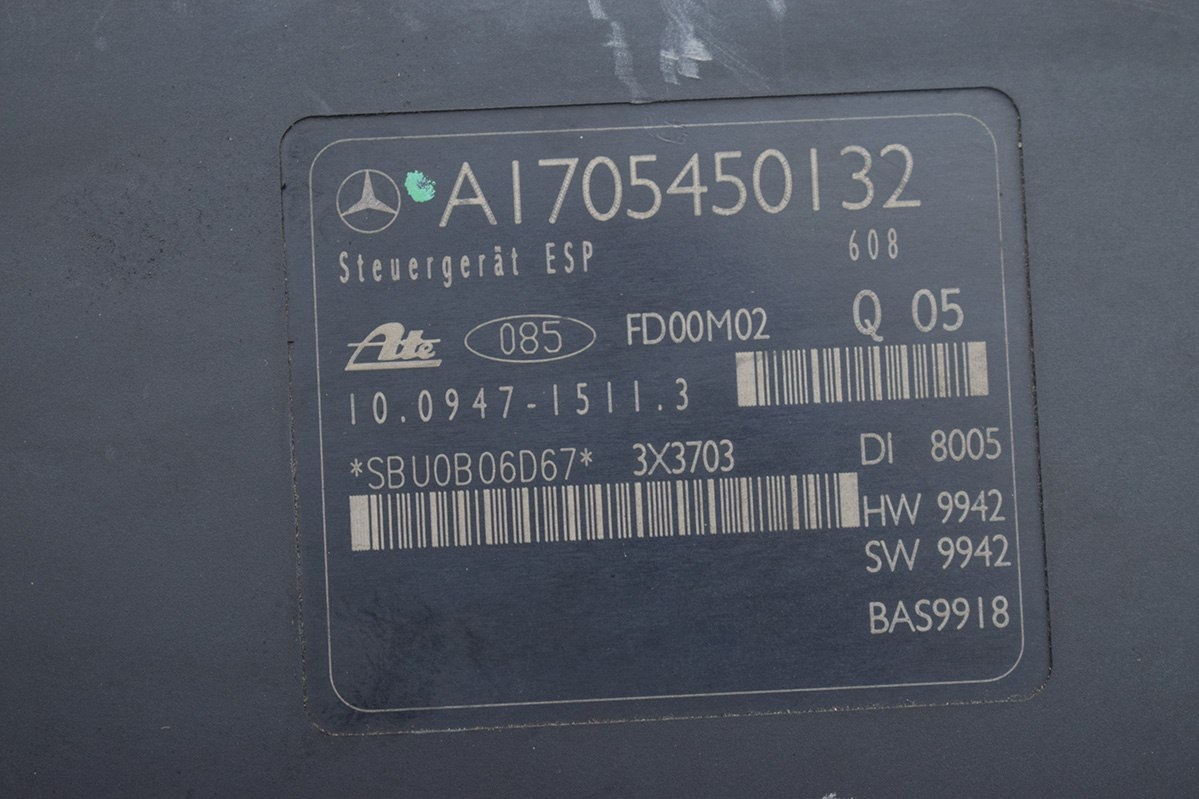 A1705450132
Steuergerät ESP 608
Ate 085 FD00M02 Q 05
10.0947-1511.3
*SBU0B06D67* 3X3703 DI 8005
HW 9942
SW 9942
BAS9918